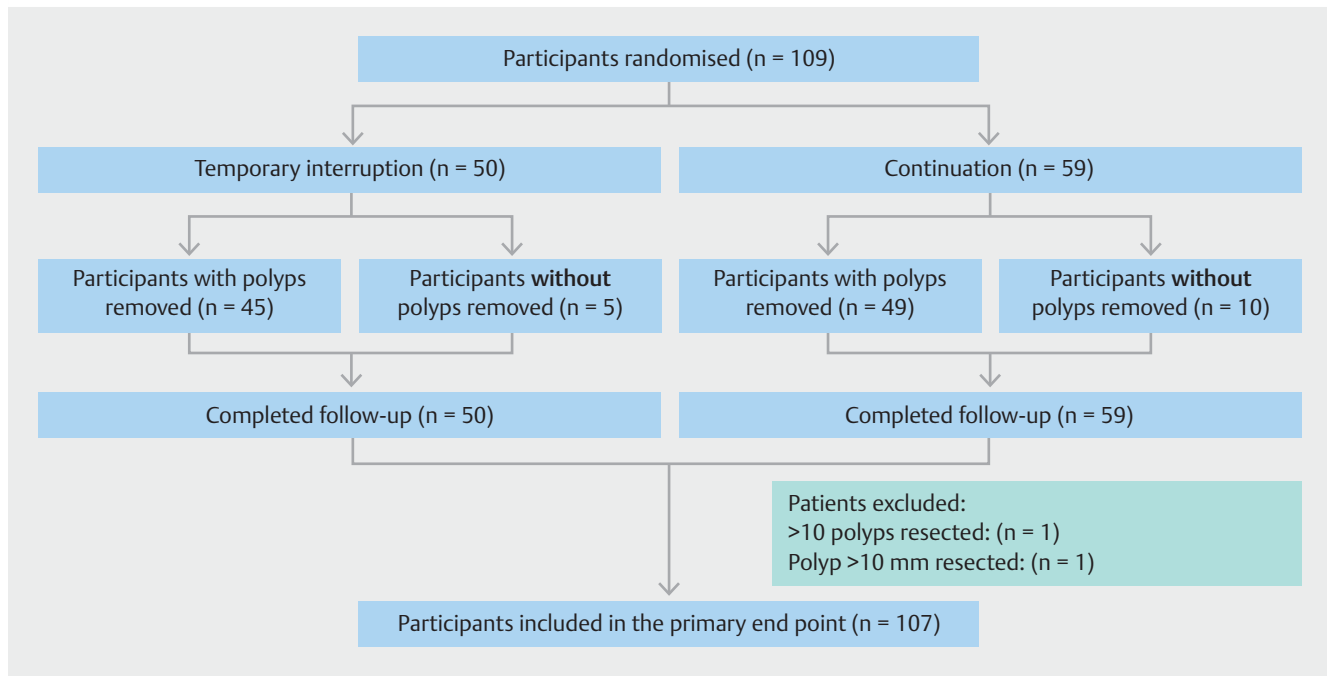 Participants randomised (n = 109)
Temporary interruption (n = 50)
Continuation (n = 59)
Participants with polyps
removed (n = 45)
Participants without
polyps removed (n = 5)
Participants with polyps
removed (n = 49)
Participants without
polyps removed (n = 10)
Completed follow-up (n = 50)
Completed follow-up (n = 59)
Patients excluded:
>10 polyps resected: (n = 1)
Polyp >10 mm resected: (n = 1)
Participants included in the primary end point (n = 107)